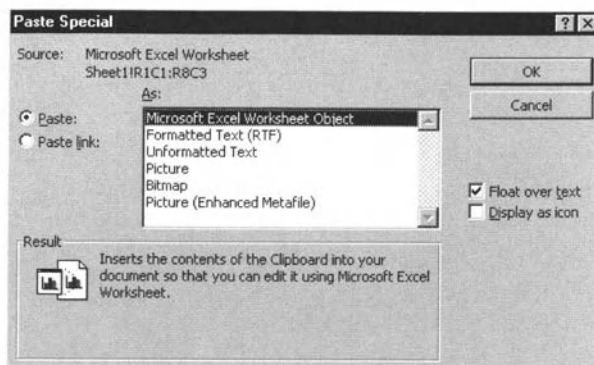 Paste Special
Source: Microsoft Excel Worksheet
Sheet1!R1C1:R8C3
As:
Paste:
Paste link:
Microsoft Excel Worksheet Object
Formatted Text (RTF)
Unformatted Text
Picture
Bitmap
Picture (Enhanced Metafile)
OK
Cancel
Float over text
Display as icon
Result
Inserts the contents of the Clipboard into your
document so that you can edit it using Microsoft Excel
Worksheet.